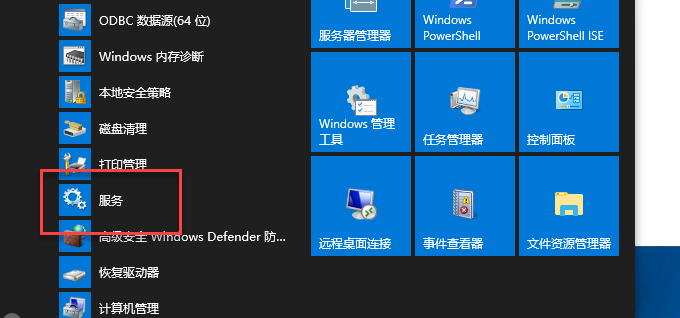 ODBC 数据源(64 位)
Windows 内存诊断
本地安全策略
磁盘清理
打印管理
服务
高级安全 Windows Defender 防...
恢复驱动器
计算机管理
服务器管理器
Windows
PowerShell
Windows
PowerShell ISE
Windows 管理
工具
任务管理器
控制面板
远程桌面连接
事件查看器
文件资源管理器